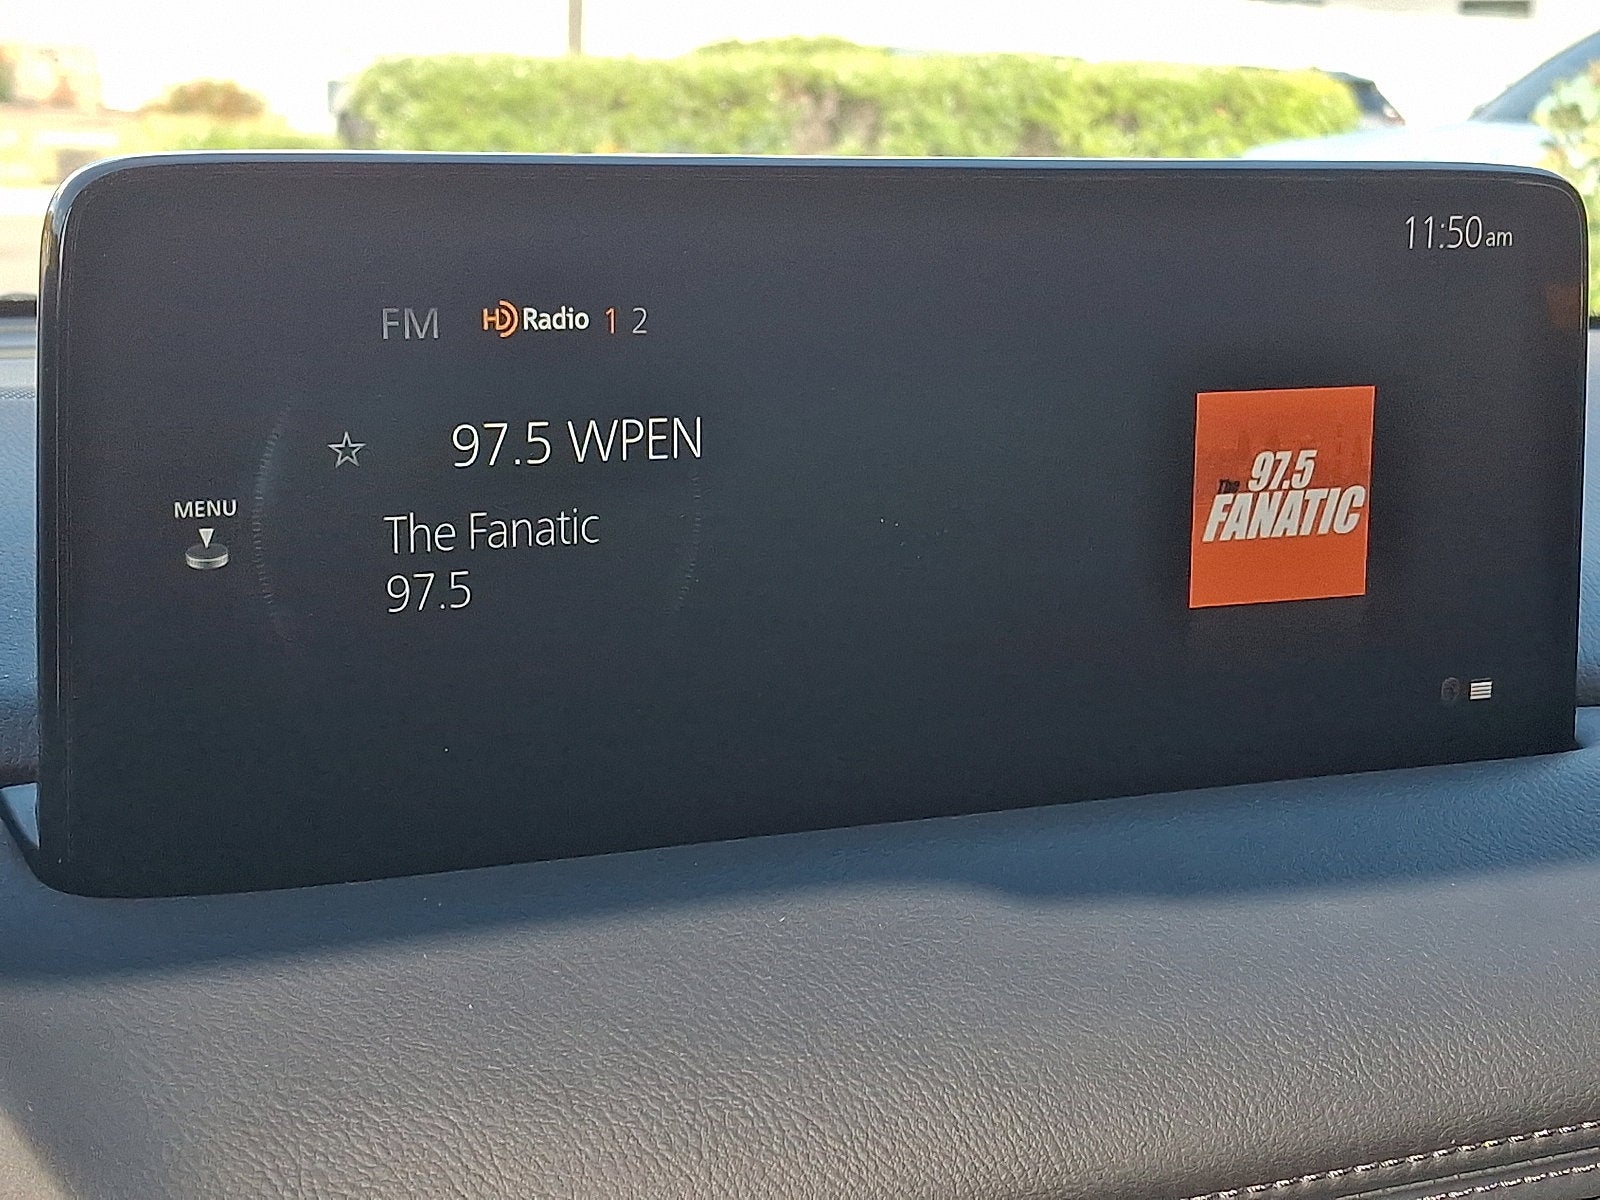 11:50am
FM HD Radio 1 2
97.5 WPEN
MENU
The Fanatic
97.5
The 97.5
FANATIC